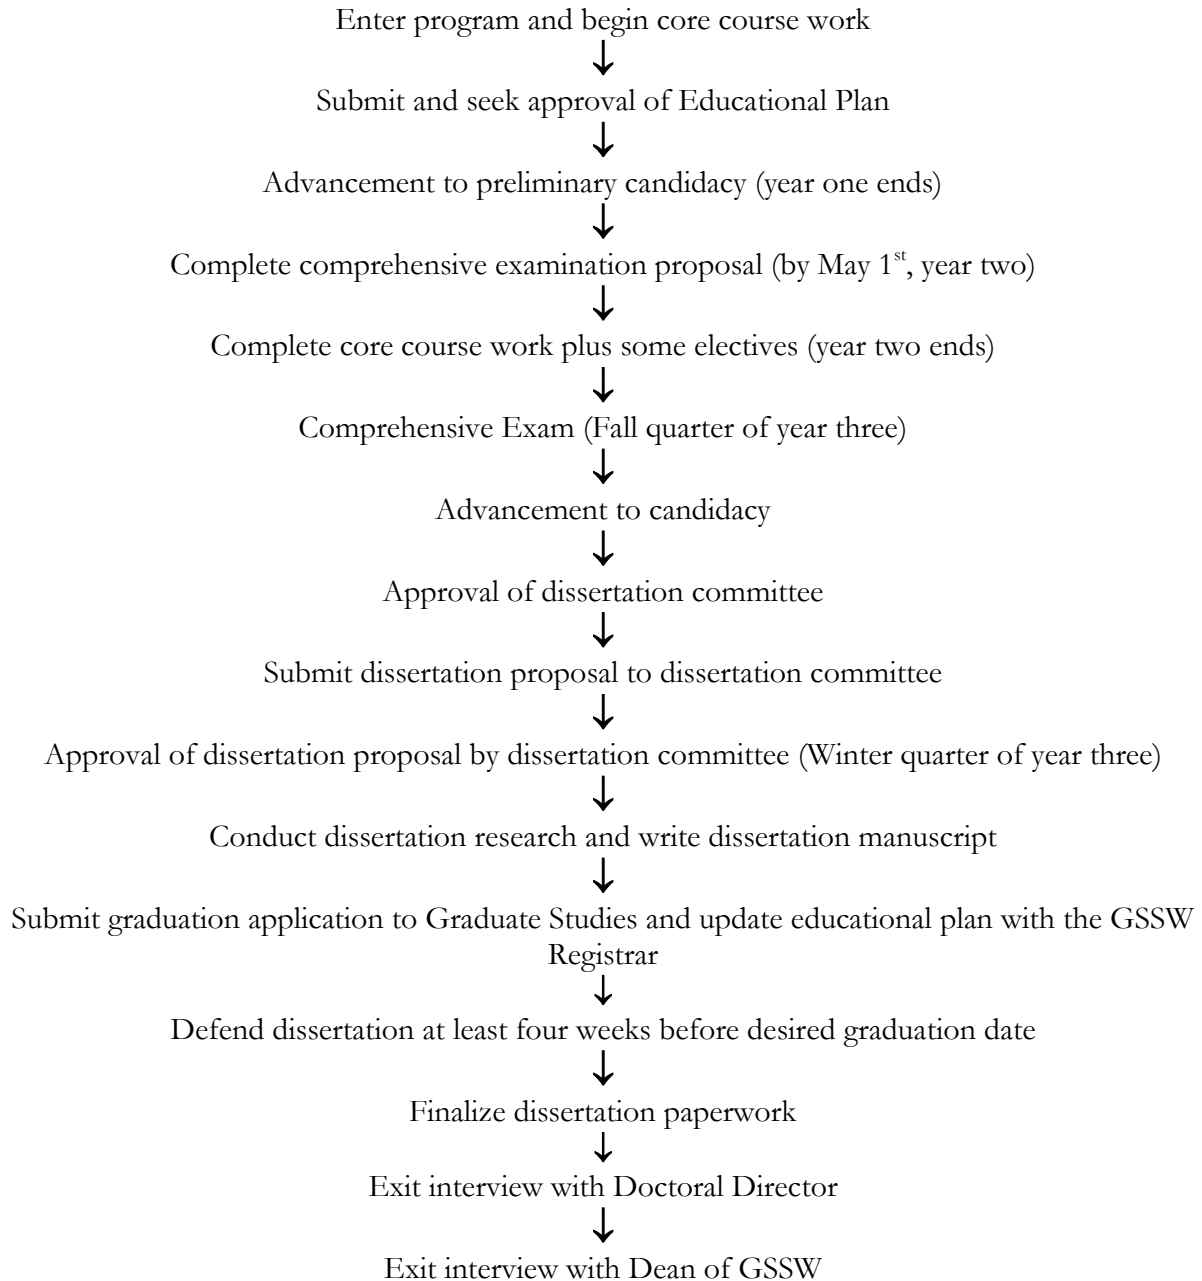 Enter program and begin core course work
Submit and seek approval of Educational Plan
Advancement to preliminary candidacy (year one ends)
Complete comprehensive examination proposal (by May 1st, year two)
Complete core course work plus some electives (year two ends)
Comprehensive Exam (Fall quarter of year three)
Advancement to candidacy
Approval of dissertation committee
Submit dissertation proposal to dissertation committee
Approval of dissertation proposal by dissertation committee (Winter quarter of year three)
Conduct dissertation research and write dissertation manuscript
Submit graduation application to Graduate Studies and update educational plan with the GSSW
Registrar
Defend dissertation at least four weeks before desired graduation date
Finalize dissertation paperwork
Exit interview with Doctoral Director
Exit interview with Dean of GSSW